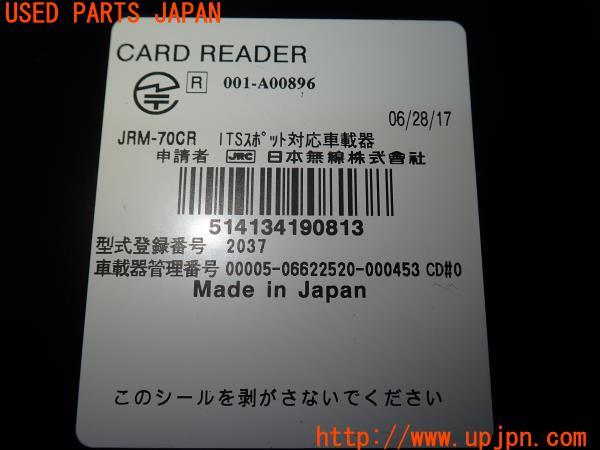 USED PARTS JAPAN
CARD READER
R 001-A00896
06/28/17
JRM-70CR ITSスポット対応車載器
申請者 JRC 日本無線株式會社
514134190813
型式登録番号 2037
車載器管理番号 00005-06622520-000453 CD#0
Made in Japan
このシールを剥がさないでください
http://www.upjpn.com